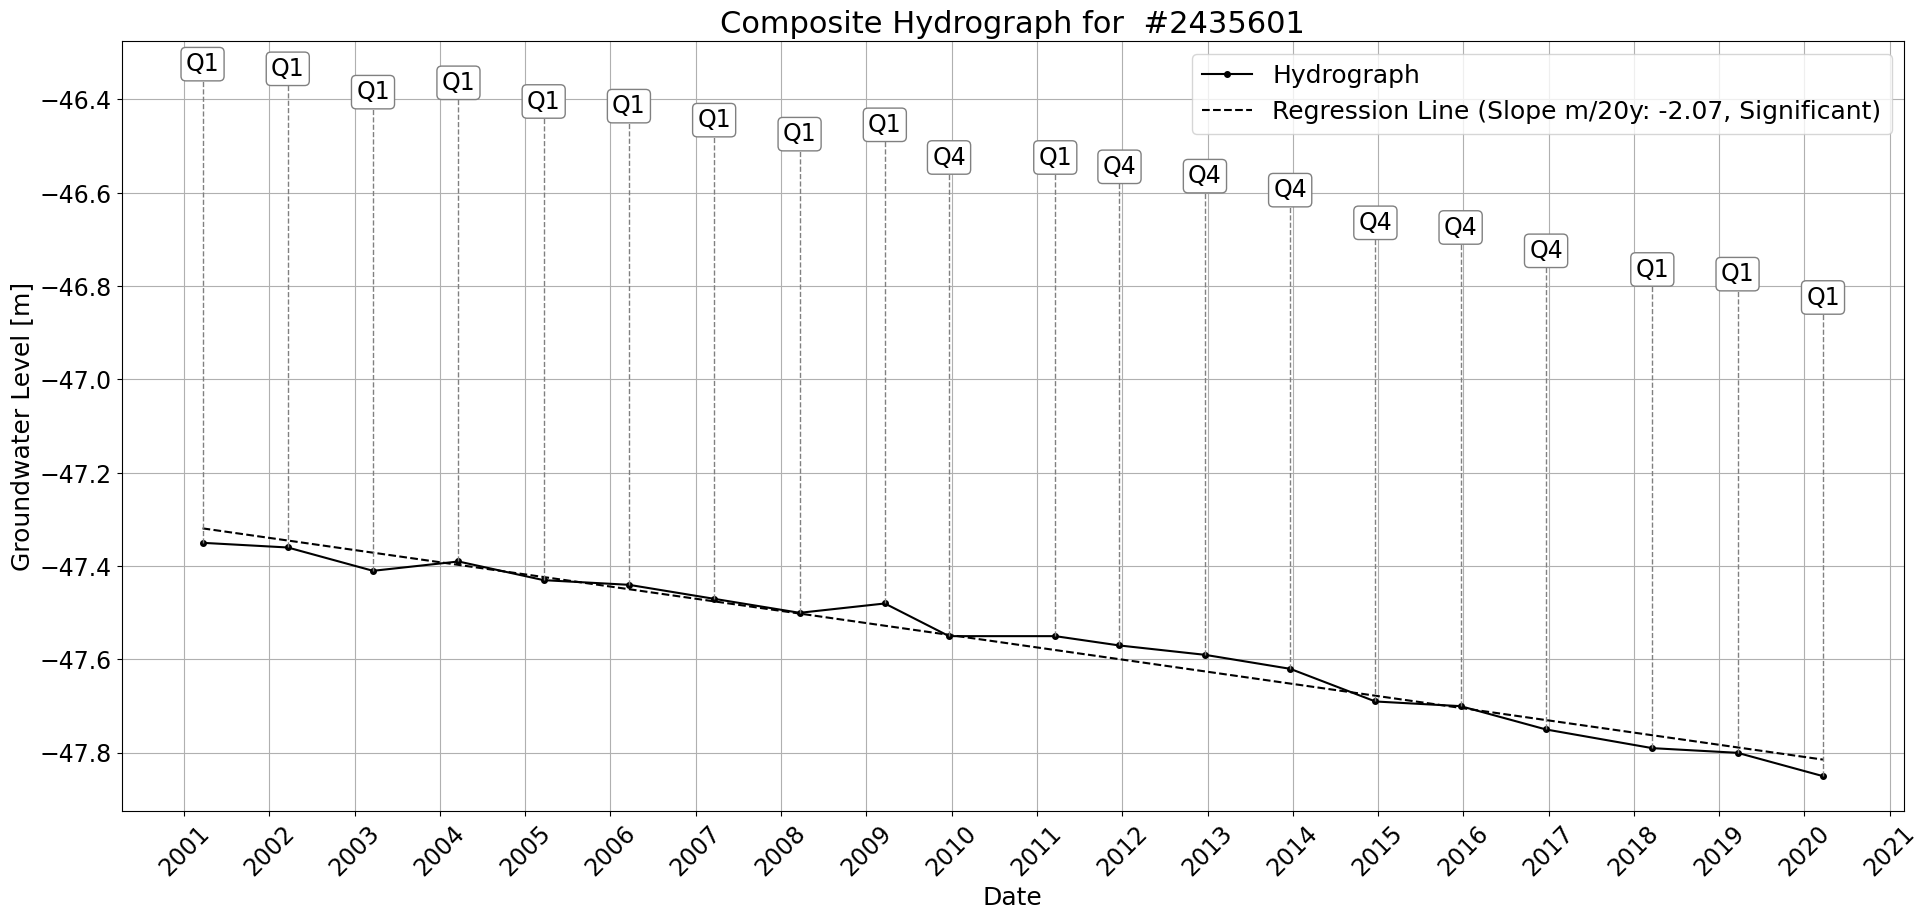 Composite Hydrograph for  #2435601
Hydrograph
Regression Line (Slope m/20y: -2.07, Significant)
Groundwater Level [m]
−46.4
−46.6
−46.8
−47.0
−47.2
−47.4
−47.6
−47.8
Q1
Q1
Q1
Q1
Q1
Q1
Q1
Q1
Q1
Q4
Q1
Q4
Q4
Q4
Q4
Q4
Q4
Q1
Q1
Q1
2001
2002
2003
2004
2005
2006
2007
2008
2009
2010
2011
2012
2013
2014
2015
2016
2017
2018
2019
2020
2021
Date